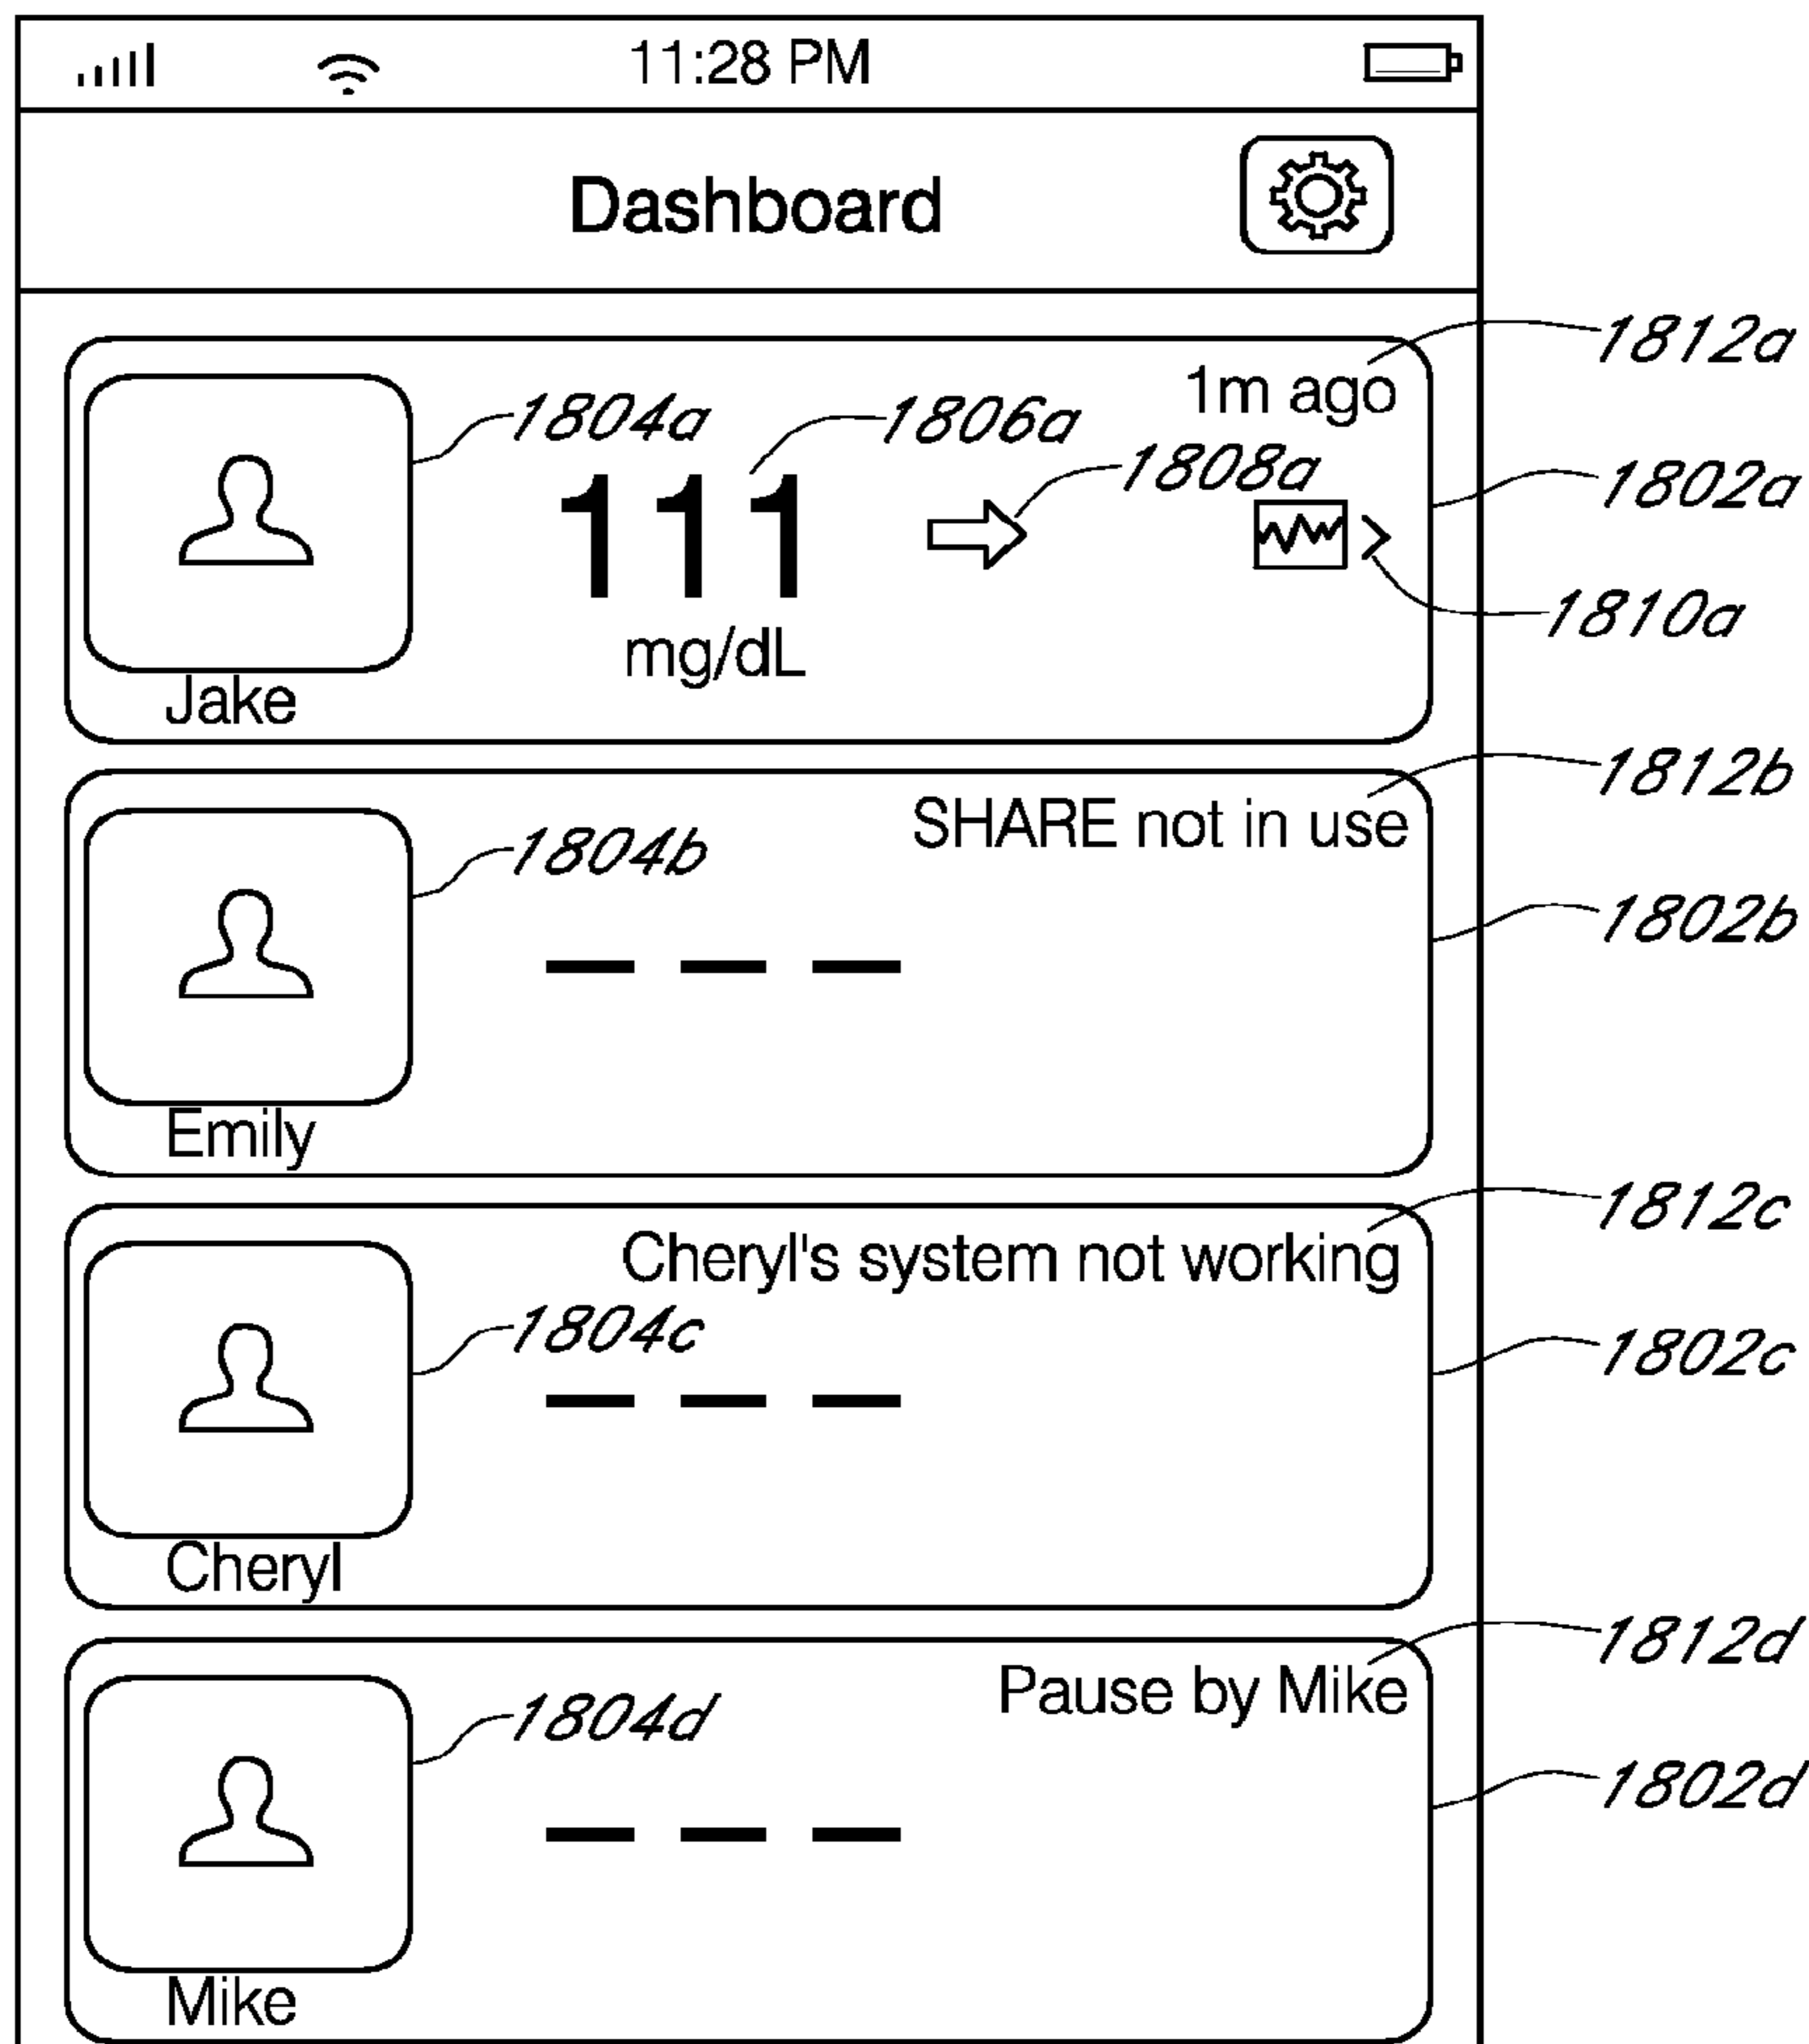 11:28 PM
Dashboard
1812a
1m ago
1804a
1806a
1808a
1802a
111
1810a
mg/dL
Jake
1812b
SHARE not in use
1804b
1802b
Emily
1812c
Cheryl's system not working
1804c
1802c
Cheryl
1812d
Pause by Mike
1804d
1802d
Mike